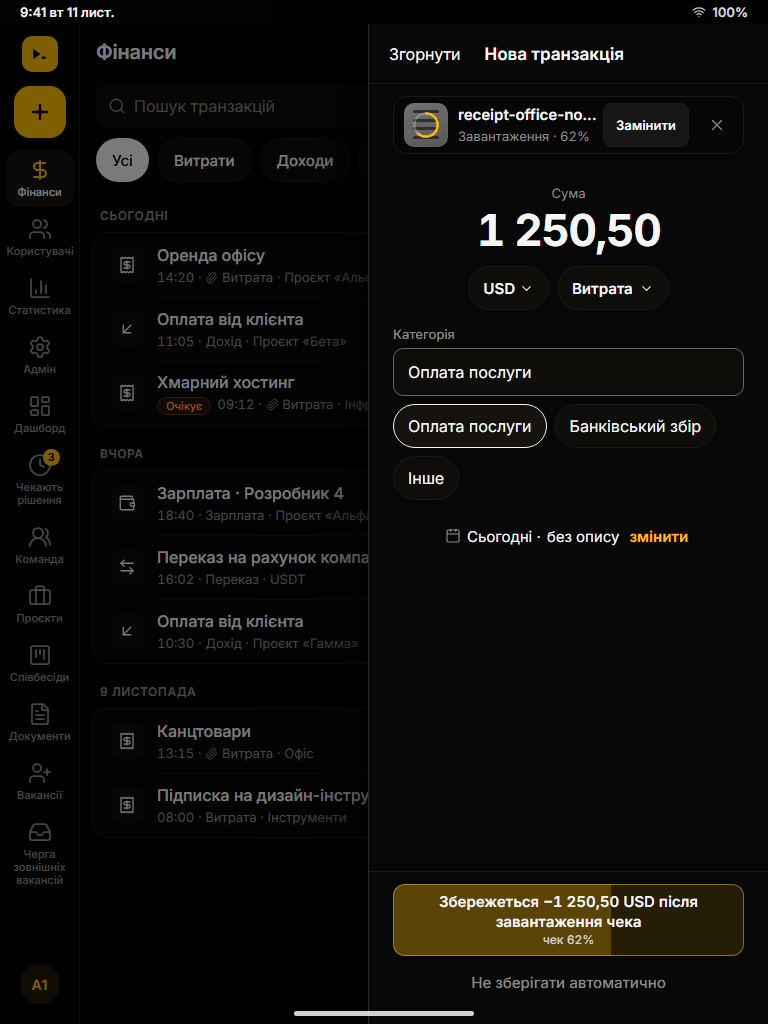 9:41 вт 11 лист.
100%
Фінанси
Користувачі
Статистика
Адмін
Дашборд
3
Чекають
рішення
Команда
Проєкти
Співбесіди
Документи
Вакансії
Черга
зовнішніх
вакансій
A1
Фінанси
Пошук транзакцій
Усі
Витрати
Доходи
СЬОГОДНІ
Оренда офісу
14:20 · Витрата · Проєкт «Аль
Оплата від клієнта
11:05 · Дохід · Проєкт «Бета»
Хмарний хостинг
Очікує 09:12 · Витрата · Інф
ВЧОРА
Зарплата · Розробник 4
18:40 · Зарплата · Проєкт «Альф
Переказ на рахунок компа
16:02 · Переказ · USDT
Оплата від клієнта
10:30 · Дохід · Проєкт «Гамма»
9 ЛИСТОПАДА
Канцтовари
13:15 · Витрата · Офіс
Підписка на дизайн-інстру
08:00 · Витрата · Інструменти
Згорнути
Нова транзакція
receipt-office-no...
Завантаження · 62%
Замінити
Сума
1 250,50
USD
Витрата
Категорія
Оплата послуги
Оплата послуги
Банківський збір
Інше
Сьогодні · без опису змінити
Збережеться −1 250,50 USD після
завантаження чека
чек 62%
Не зберігати автоматично